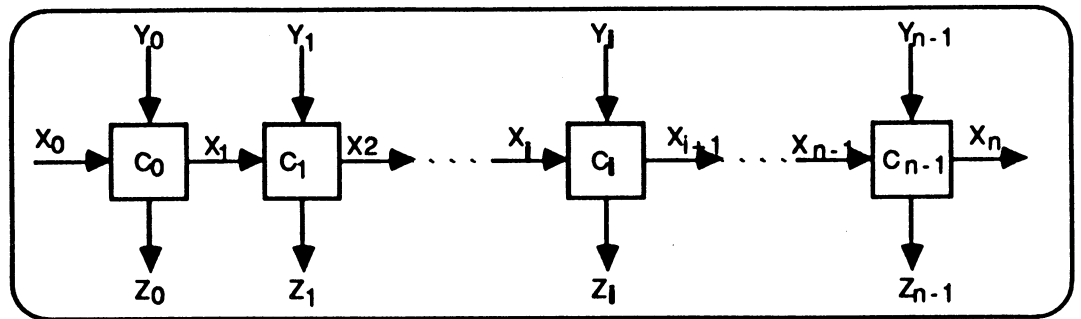 Y0 Y1 Yi Yn-1
X0 C0 X1 C1 X2 Xi Ci Xi+1 Xn-1 Cn-1 Xn
Z0 Z1 Zi Zn-1